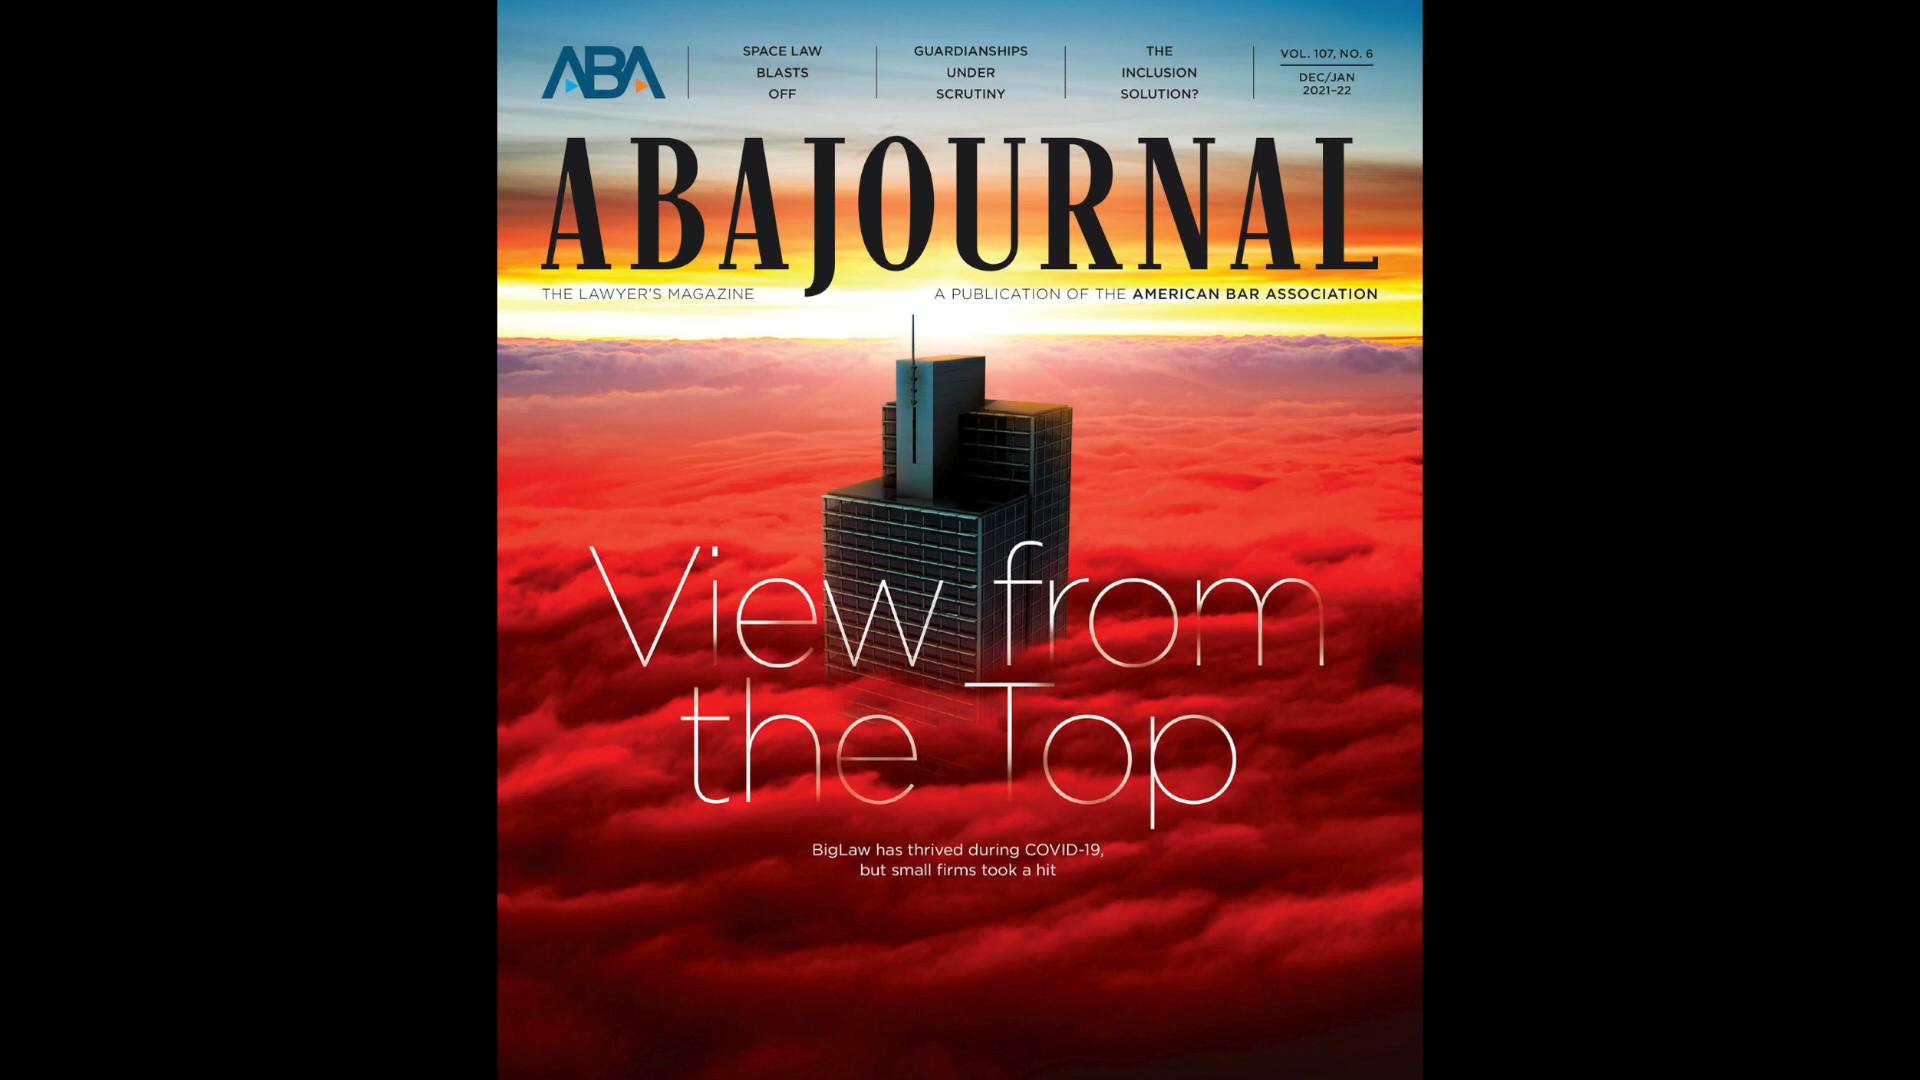 ABA
SPACE LAW
BLASTS
OFF
GUARDIANSHIPS
UNDER
SCRUTINY
THE
INCLUSION
SOLUTION?
VOL. 107, NO. 6
DEC/JAN
2021–22
ABAJOURNAL
THE LAWYER'S MAGAZINE
A PUBLICATION OF THE AMERICAN BAR ASSOCIATION
View from
the Top
BigLaw has thrived during COVID-19,
but small firms took a hit